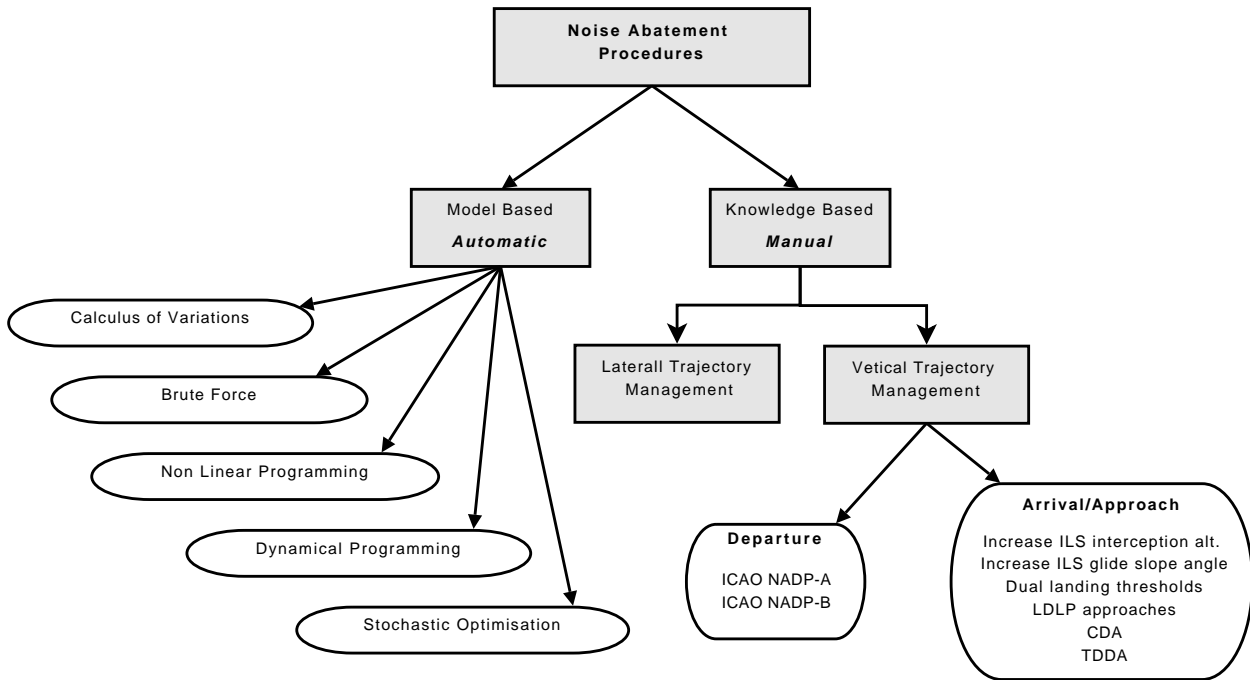 Noise Abatement
Procedures
Model Based
Automatic
Knowledge Based
Manual
Calculus of Variations
Brute Force
Non Linear Programming
Dynamical Programming
Stochastic Optimisation
Laterall Trajectory
Management
Vetical Trajectory
Management
Departure
ICAO NADP-A
ICAO NADP-B
Arrival/Approach
Increase ILS interception alt.
Increase ILS glide slope angle
Dual landing thresholds
LDLP approaches
CDA
TDDA